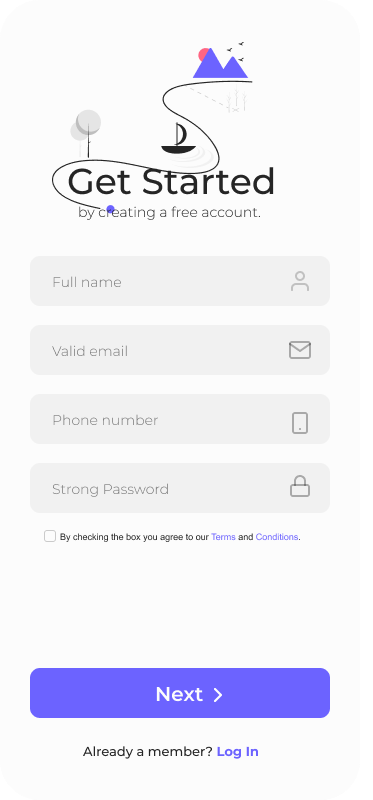 Get Started
by creating a free account.
Full name
Valid email
Phone number
Strong Password
By checking the box you agree to our Terms and Conditions.
Next
Already a member? Log In